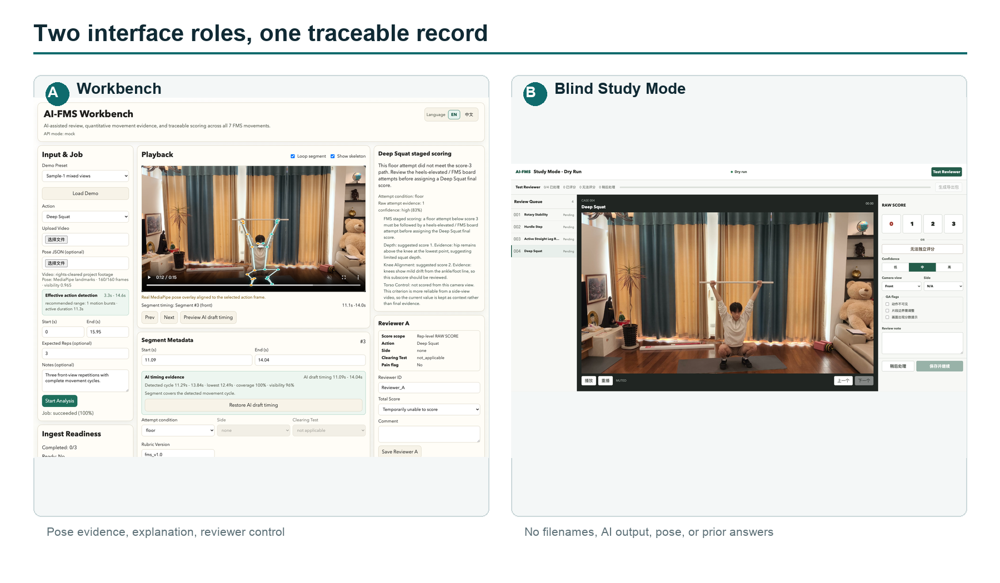 Two interface roles, one traceable record
A Workbench
AI-FMS Workbench
AI-assisted review, quantitative movement evidence, and traceable scoring across all 7 FMS movements.
API mode: mock
Language EN 中文
Input & Job
Demo Preset
Sample-1 mixed views
Load Demo
Action
Deep Squat
Upload Video
选择文件
Pose JSON (optional)
选择文件
Video: rights-cleared project footage
Pose: MediaPipe landmarks · 160/160 frames
· visibility 0.965
Effective action detection 3.3s - 14.6s
recommended range: 1 motion bursts ·
active duration 11.3s
Start (s) End (s)
0 15.95
Expected Reps (optional)
3
Notes (optional)
Three front-view repetitions with
complete movement cycles.
Start Analysis
Job: succeeded (100%)
Ingest Readiness
Completed: 0/3
Ready: No
Playback
Loop segment Show skeleton
0:12 / 0:15
Real MediaPipe pose overlay aligned to the selected action frame.
Segment timing: Segment #3 (front) 11.1s -14.0s
Prev Next Preview AI draft timing
Segment Metadata #3
Start (s) End (s)
11.09 14.04
AI timing evidence AI draft timing 11.09s - 14.04s
Detected cycle 11.29s - 13.84s · lowest 12.49s · coverage 100% · visibility 96%
Segment covers the detected movement cycle.
Restore AI draft timing
Attempt condition Side Clearing Test
floor none not applicable
Rubric Version
fms_v1.0
Deep Squat staged scoring
This floor attempt did not meet the score-3
path. Review the heels-elevated / FMS board
attempts before assigning a Deep Squat final
score.
Attempt condition: floor
Raw attempt evidence: 1
confidence: high (83%)
FMS staged scoring: a floor attempt below score 3
must be followed by a heels-elevated / FMS board
attempt before assigning the Deep Squat final
score.
Depth: suggested score 1. Evidence: hip remains
above the knee at the lowest point, suggesting
limited squat depth.
Knee Alignment: suggested score 2. Evidence:
knees show mild drift from the ankle/foot line, so
this subscore should be reviewed.
Torso Control: not scored from this camera view.
This criterion is more reliable from a side-view
video, so the current value is kept as context rather
than final evidence.
Reviewer A
Score scope Rep-level RAW SCORE
Action Deep Squat
Side none
Clearing Test not_applicable
Pain flag No
Reviewer ID
Reviewer_A
Total Score
Temporarily unable to score
Comment
Save Reviewer A
Pose evidence, explanation, reviewer control
B Blind Study Mode
AI-FMS Study Mode · Dry Run
Dry run
Test Reviewer
Test Reviewer 0/4 已处理 0 已评分 0 无法评分 0 稍后处理
生成导出包
Review Queue 4
001 Rotary Stability Pending
002 Hurdle Step Pending
003 Active Straight Leg R... Pending
004 Deep Squat Pending
CASE 004
Deep Squat
00:00
播放 重播 MUTED
上一个 下一个
RAW SCORE
0 1 2 3
OR
无法独立评分
Confidence
低 中 高
Camera view Side
Front N/A
QA flags
动作不可见
片段边界需调整
画面出现分数提示
Review note
稍后处理 保存并继续
No filenames, AI output, pose, or prior answers